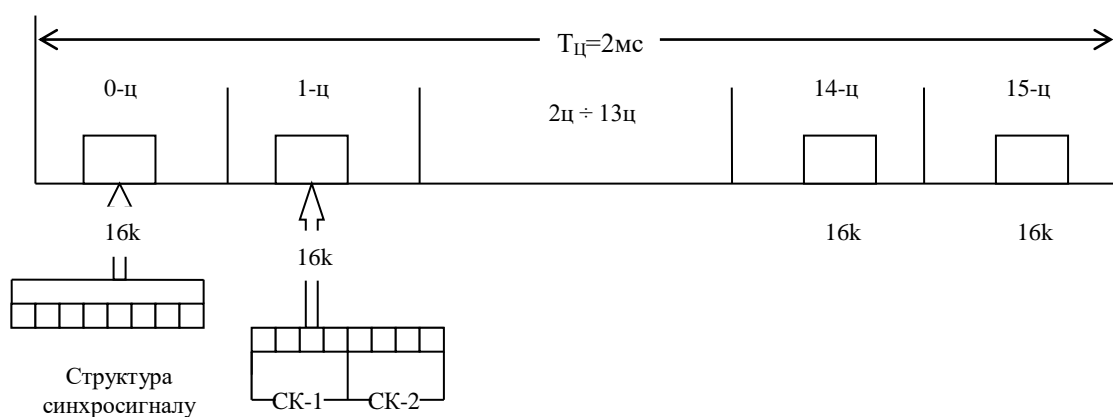 Tц=2мс
0-ц 1-ц 14-ц 15-ц
2ц ÷ 13ц
16k 16k 16k 16k
Структура
синхросигналу
СК-1 СК-2